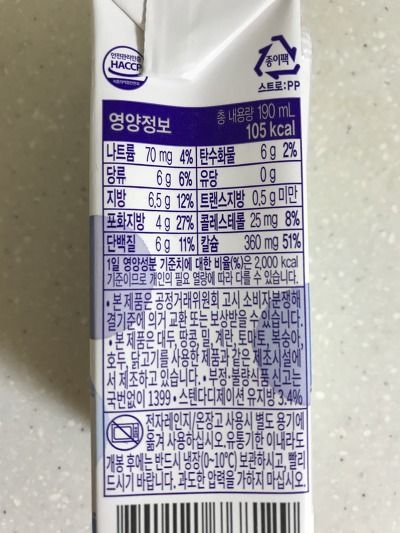 안전관리인증
HACCP
식품의약품안전처
종이팩
스트로:PP
영양정보
총 내용량 190 mL
105 kcal
나트륨 70 mg 4% 탄수화물 6 g 2%
당류 6 g 6% 유당 0 g
지방 6.5 g 12% 트랜스지방 0.5 g 미만
포화지방 4 g 27% 콜레스테롤 25 mg 8%
단백질 6 g 11% 칼슘 360 mg 51%
1일 영양성분 기준치에 대한 비율(%)은 2,000 kcal
기준이므로 개인의 필요 열량에 따라 다를 수 있습니다.
•본 제품은 공정거래위원회 고시 소비자분쟁해
결기준에 의거 교환 또는 보상받을 수 있습니다.
•본 제품은 대두, 땅콩, 밀, 계란, 토마토, 복숭아,
호두, 닭고기를 사용한 제품과 같은 제조시설에
서 제조하고 있습니다. •부정·불량식품 신고는
국번없이 1399 •스탠다디제이션 유지방 3.4%
전자레인지/온장고 사용시 별도 용기에
옮겨 사용하십시오. 유통기한 이내라도
개봉 후에는 반드시 냉장(0~10℃) 보관하시고, 빨리
드시기 바랍니다. 과도한 압력을 가하지 마십시오.